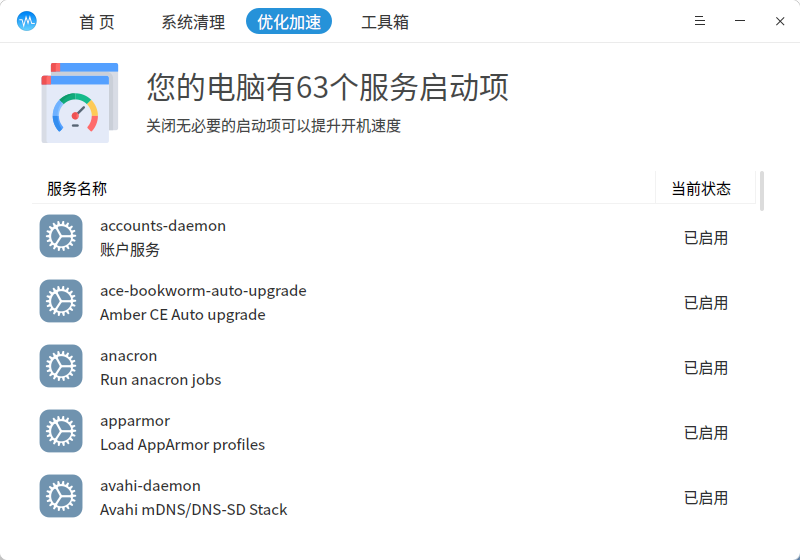 首 页 系统清理 优化加速 工具箱
您的电脑有63个服务启动项
关闭无必要的启动项可以提升开机速度
服务名称 当前状态
accounts-daemon
账户服务 已启用
ace-bookworm-auto-upgrade
Amber CE Auto upgrade 已启用
anacron
Run anacron jobs 已启用
apparmor
Load AppArmor profiles 已启用
avahi-daemon
Avahi mDNS/DNS-SD Stack 已启用